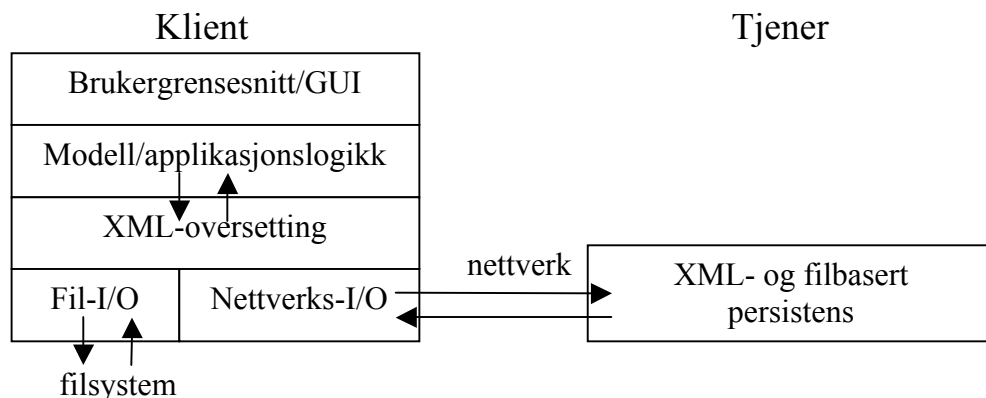 Klient
Tjener
Brukergrensesnitt/GUI
Modell/applikasjonslogikk
XML-oversetting
Fil-I/O
Nettverks-I/O
nettverk
XML- og filbasert
persistens
filsystem